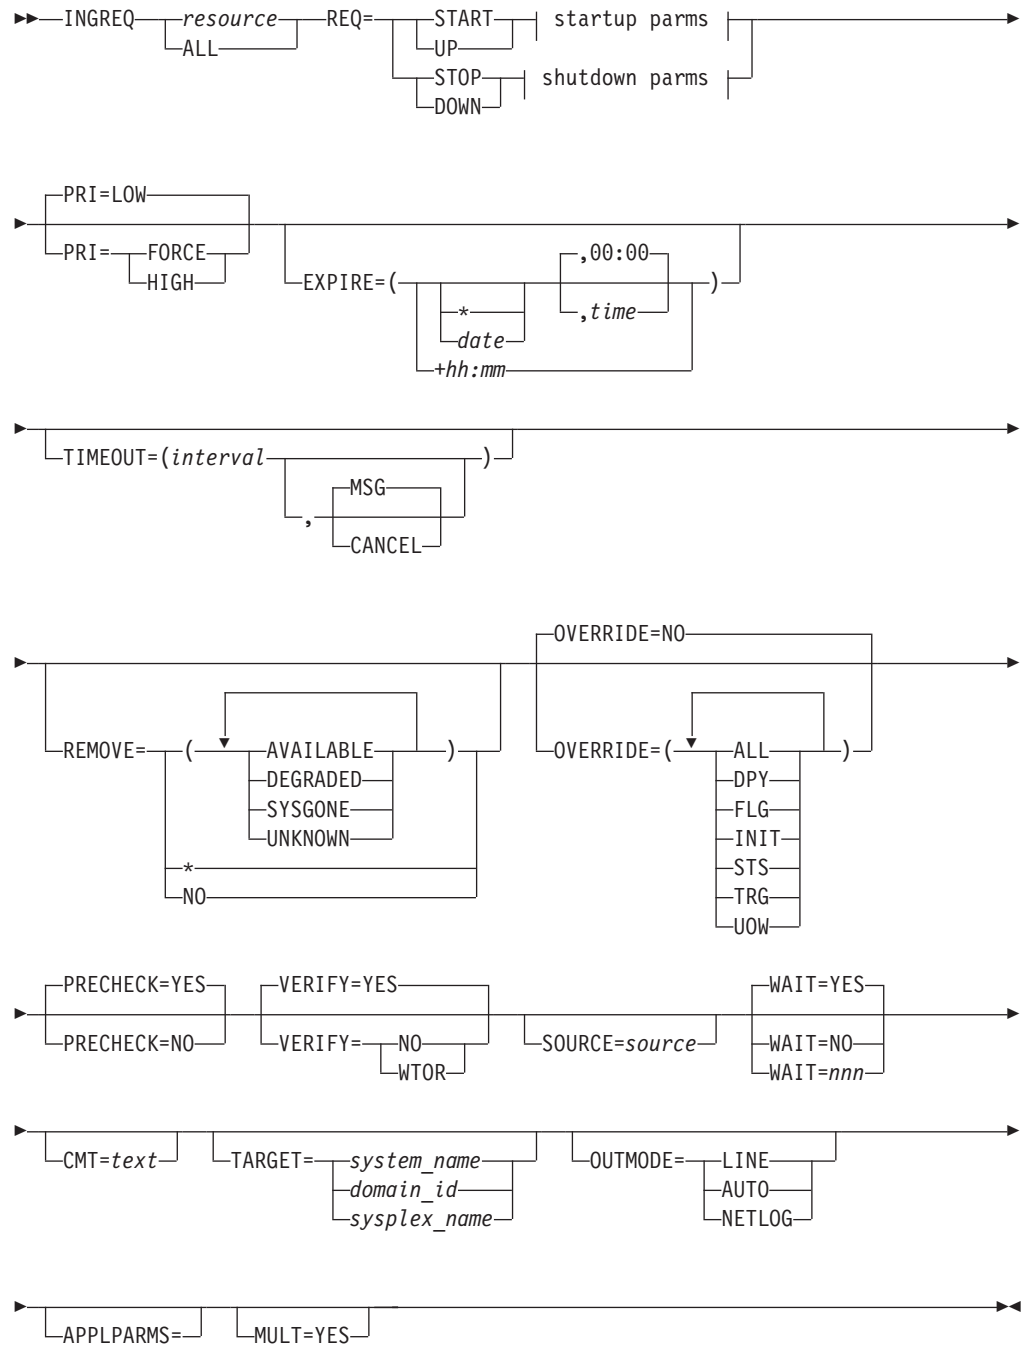 INGREQ resource REQ= START startup parms
ALL UP
STOP shutdown parms
DOWN
PRI=LOW
PRI= FORCE
HIGH
EXPIRE=( ,00:00 )
* ,time
date
+hh:mm
TIMEOUT=(interval )
MSG
,
CANCEL
OVERRIDE=NO
REMOVE= ( AVAILABLE )
DEGRADED
SYSGONE
UNKNOWN
*
NO
OVERRIDE=( ALL )
DPY
FLG
INIT
STS
TRG
UOW
PRECHECK=YES VERIFY=YES WAIT=YES
PRECHECK=NO VERIFY= NO SOURCE=source WAIT=NO
WTOR WAIT=nnn
CMT=text TARGET= system_name OUTMODE= LINE
domain_id AUTO
sysplex_name NETLOG
APPLPARMS= MULT=YES